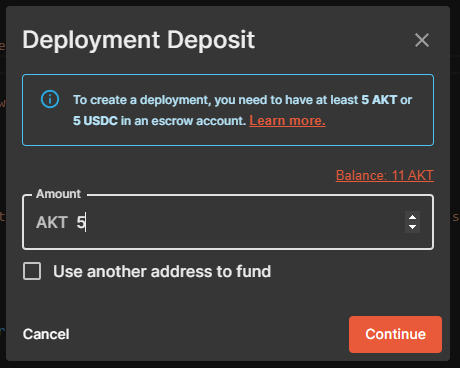 Deployment Deposit
To create a deployment, you need to have at least 5 AKT or
5 USDC in an escrow account. Learn more.
Balance: 11 AKT
Amount
AKT 5
Use another address to fund
Cancel
Continue